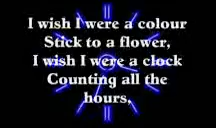 I wish I were a colour
Stick to a flower,
I wish I were a clock
Counting all the
hours,